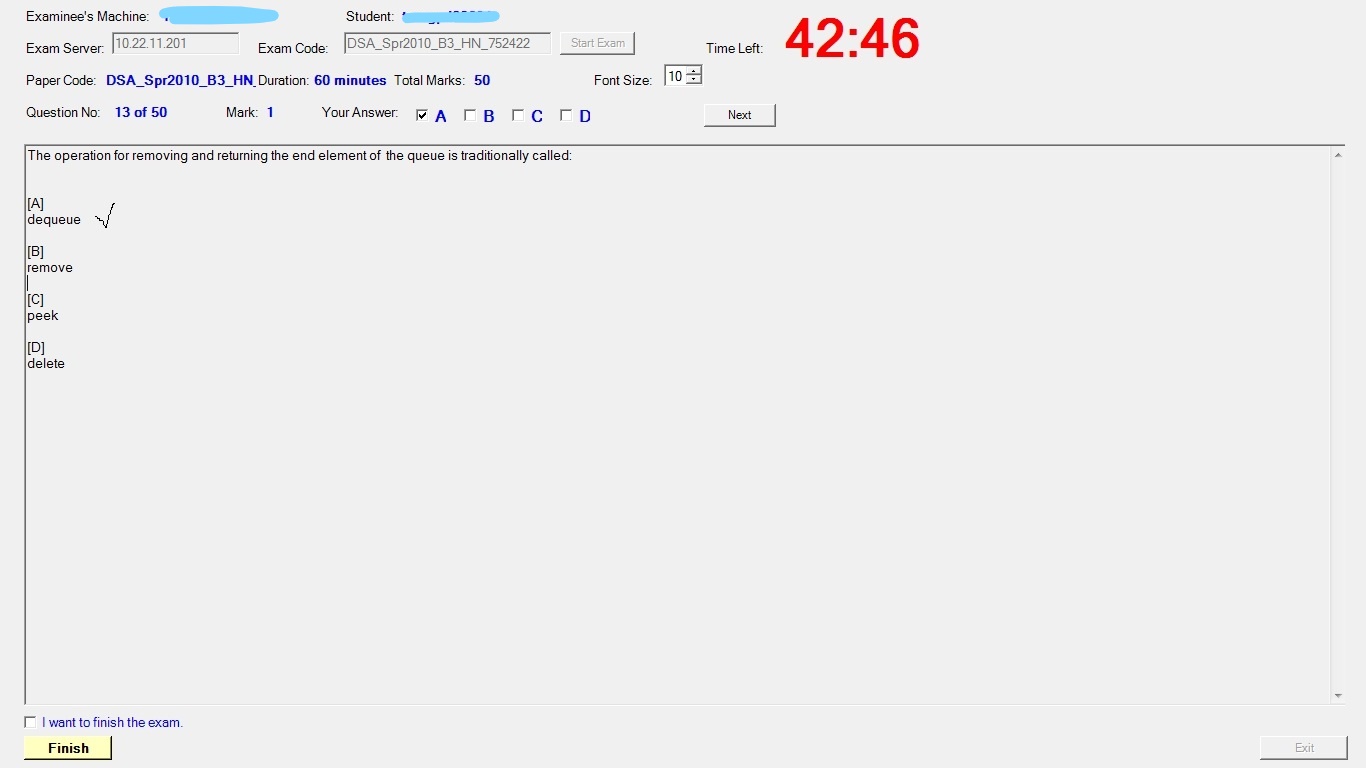 Examinee's Machine: Student:
Exam Server: 10.22.11.201 Exam Code: DSA_Spr2010_B3_HN_752422 Start Exam Time Left: 42:46
Paper Code: DSA_Spr2010_B3_HN_ Duration: 60 minutes Total Marks: 50 Font Size: 10
Question No: 13 of 50 Mark: 1 Your Answer: A B C D Next
The operation for removing and returning the end element of the queue is traditionally called:
[A]
dequeue
[B]
remove
[C]
peek
[D]
delete
I want to finish the exam.
Finish Exit